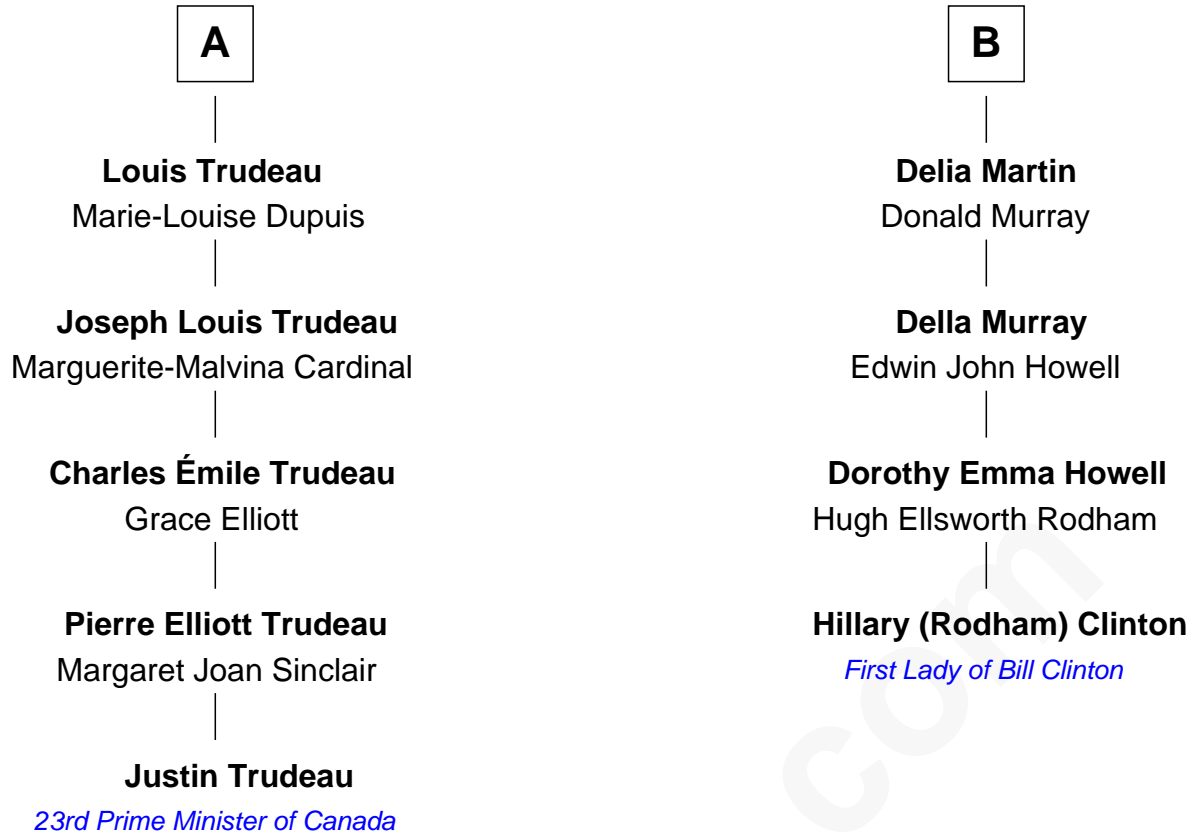 A
Louis Trudeau
Marie-Louise Dupuis
Joseph Louis Trudeau
Marguerite-Malvina Cardinal
Charles Émile Trudeau
Grace Elliott
Pierre Elliott Trudeau
Margaret Joan Sinclair
Justin Trudeau
23rd Prime Minister of Canada
B
Delia Martin
Donald Murray
Della Murray
Edwin John Howell
Dorothy Emma Howell
Hugh Ellsworth Rodham
Hillary (Rodham) Clinton
First Lady of Bill Clinton
com